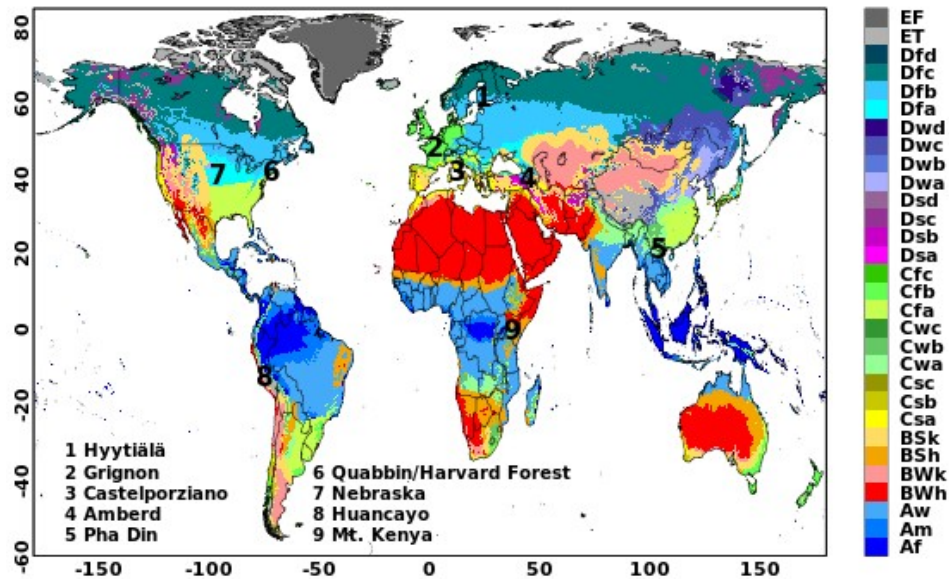 80
60
40
20
0
-20
-40
-60
-150
-100
-50
0
50
100
150
1
2
3
4
5
6
7
8
9
1 Hyytiälä
2 Grignon
3 Castelporziano
4 Amberd
5 Pha Din
6 Quabbin/Harvard Forest
7 Nebraska
8 Huancayo
9 Mt. Kenya
EF
ET
Dfd
Dfc
Dfb
Dfa
Dwd
Dwc
Dwb
Dwa
Dsd
Dsc
Dsb
Dsa
Cfc
Cfb
Cfa
Cwc
Cwb
Cwa
Csc
Csb
Csa
BSk
BSh
BWk
BWh
Aw
Am
Af